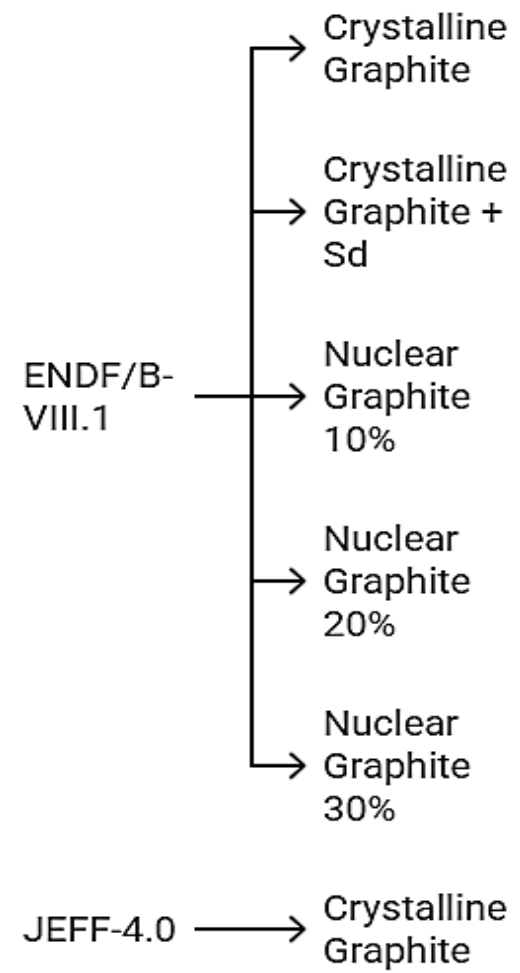 Crystalline
Graphite
Crystalline
Graphite +
Sd
ENDF/B-
VIII.1
Nuclear
Graphite
10%
Nuclear
Graphite
20%
Nuclear
Graphite
30%
JEFF-4.0
Crystalline
Graphite